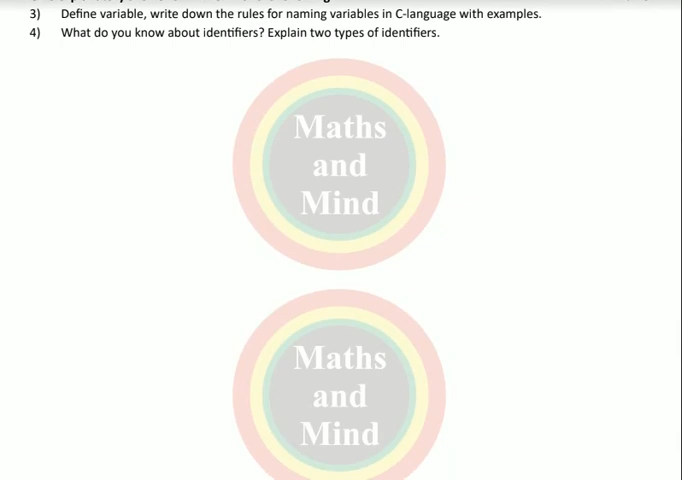 3) Define variable, write down the rules for naming variables in C-language with examples.
4) What do you know about identifiers? Explain two types of identifiers.
Maths
and
Mind
Maths
and
Mind